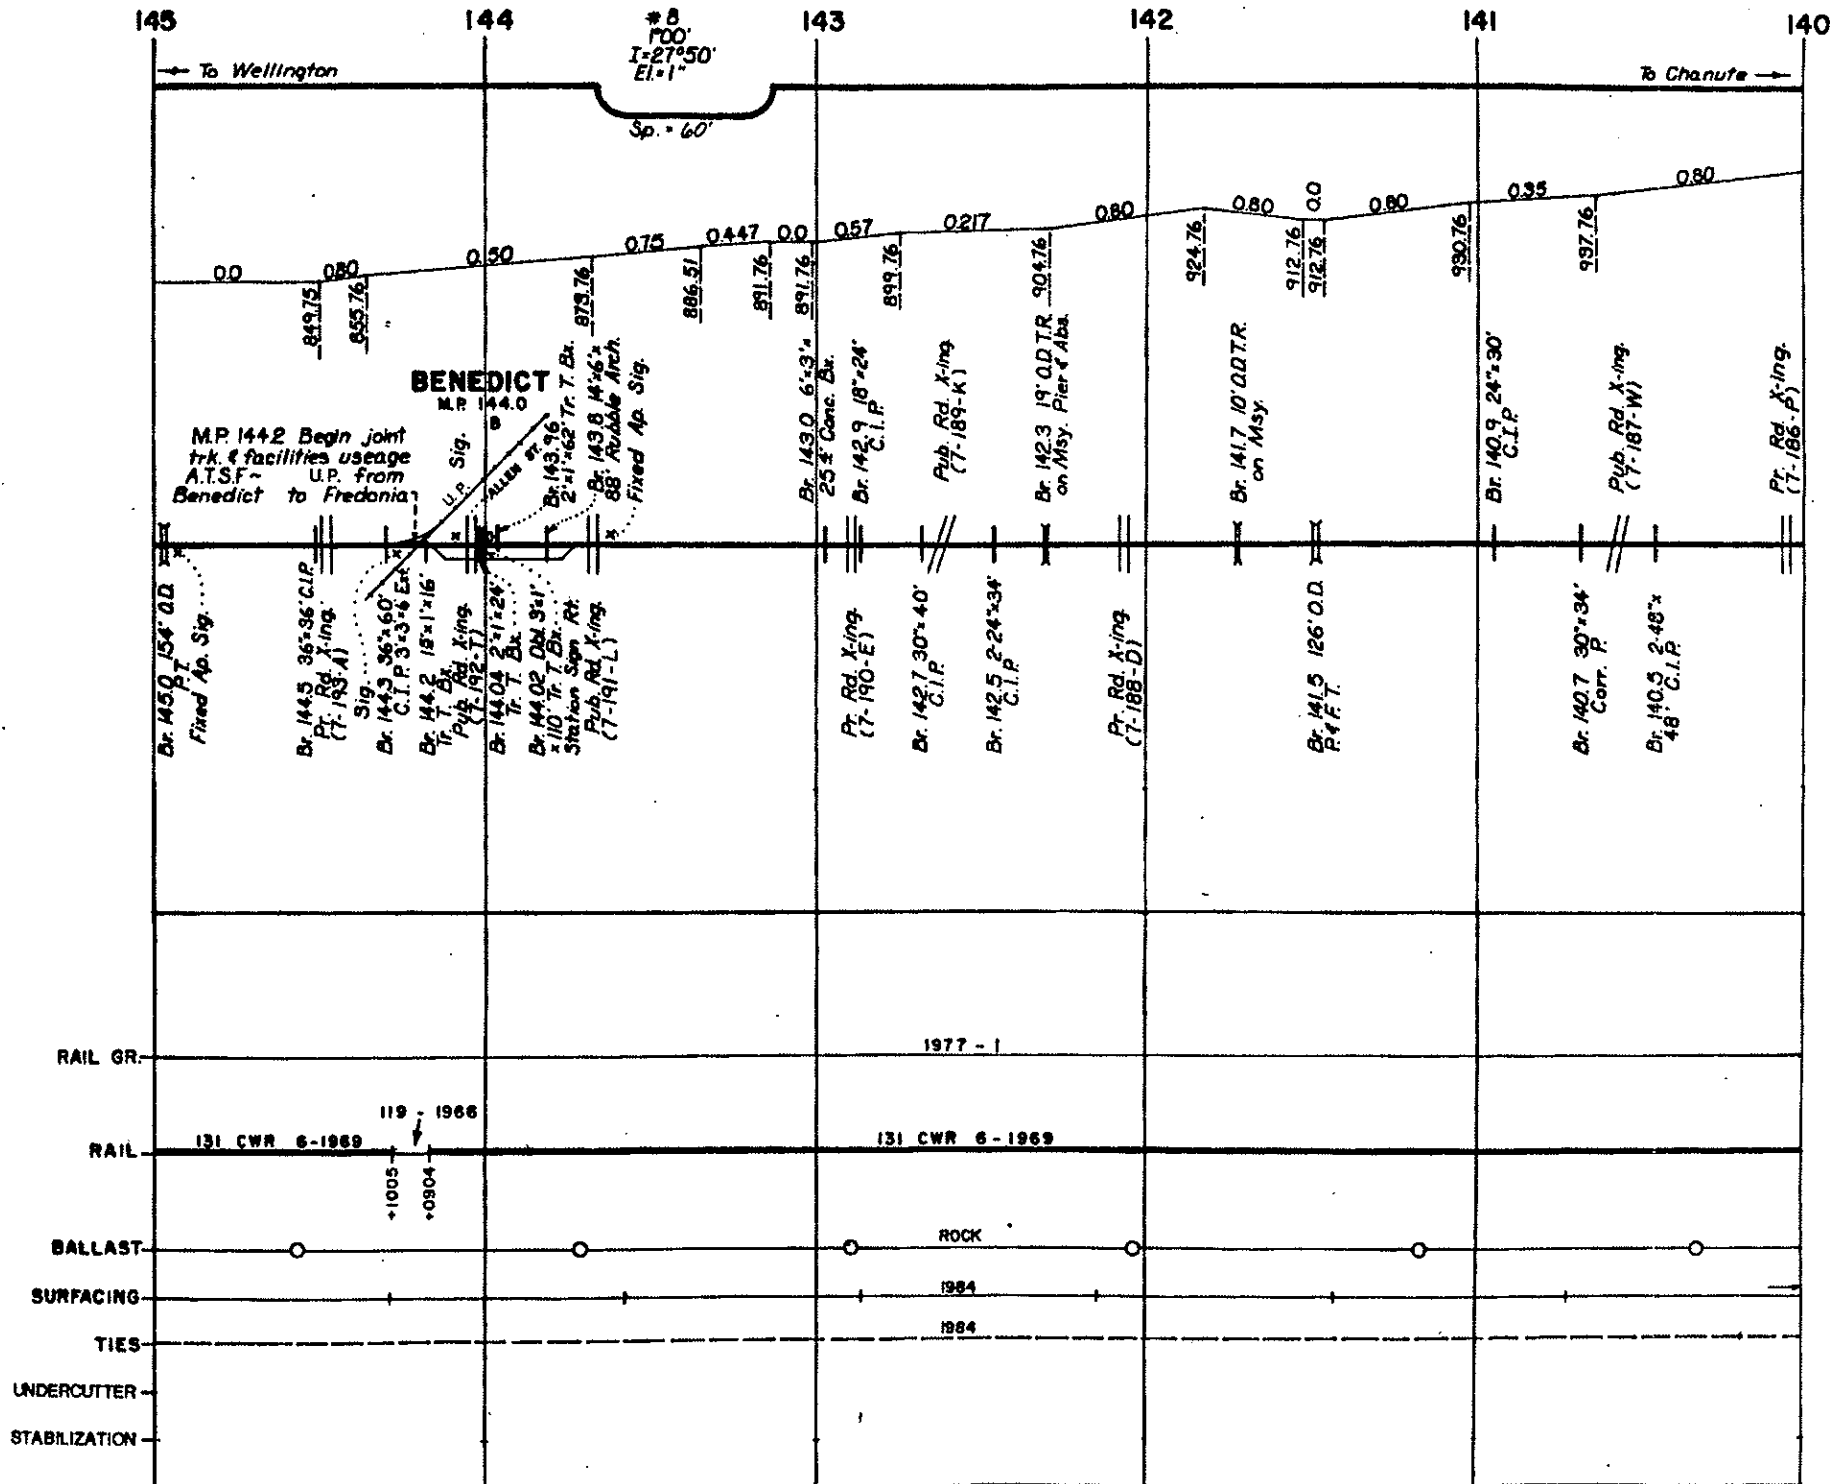 145
144
#8
143
142
141
140
1°00'
I=27°50'
El.=1"
To Wellington
To Chanute
Sp. = 60'
0.0
0.80
0.50
0.75
0.447
0.0
0.57
0.217
0.80
0.80
0.0
0.80
0.35
0.80
849.75
855.76
873.76
886.51
891.76
891.76
899.76
904.76
924.76
912.76
912.76
930.76
937.76
BENEDICT
M.P. 144.0
B
M.P. 144.2 Begin joint
trk. & facilities useage
A.T.S.F ~ U.P. from
Benedict to Fredonia
U.P. Sig.
ALLEN ST.
Br. 143.96
2'x1'x62' Tr. T. Bx.
Br. 143.8 14'x6'x
88' Rubble Arch.
Fixed Ap. Sig.
Br. 143.0 6'x3'x
25± Conc. Bx.
Br. 142.9 18"x24'
C.I.P.
Pub. Rd. X-ing.
(7-189-K)
Br. 142.3 19' O.D.T.R.
on Msy. Pier & Abs.
Br. 141.7 10' O.D.T.R.
on Msy.
Br. 140.9 24"x30'
C.I.P.
Pub. Rd. X-ing.
(7-187-W)
Pr. Rd. X-ing.
(7-186-P)
Br. 145.0 154' O.D.
P.T.
Fixed Ap. Sig.
Br. 144.5 36"x36' C.I.P.
Pr. Rd. X-ing.
(7-193-A)
Sig.
Br. 144.3 36"x60'
C.I.P. 3'x3'x6' Ext.
Br. 144.2 15"x1'x16'
Tr. T. Bx.
Pub. Rd. X-ing.
(7-192-T)
Br. 144.04 2'x1'x24'
Tr. T. Bx.
Br. 144.02 Dbl. 3'x1'
x110' Tr. T. Bx.
Station Sign Rt.
Pub. Rd. X-ing.
(7-191-L)
Pr. Rd. X-ing.
(7-190-E)
Br. 142.7 30"x40'
C.I.P.
Br. 142.5 2-24"x34'
C.I.P.
Pr. Rd. X-ing.
(7-188-D)
Br. 141.5 126' O.D.
P. & F.T.
Br. 140.7 30"x34'
Corr. P.
Br. 140.5 2-48"x
48' C.I.P.
RAIL GR.
1977 - 1
119 - 1966
RAIL
131 CWR 6-1969
131 CWR 6-1969
+1005
+0904
BALLAST
ROCK
SURFACING
1984
TIES
1984
UNDERCUTTER
STABILIZATION